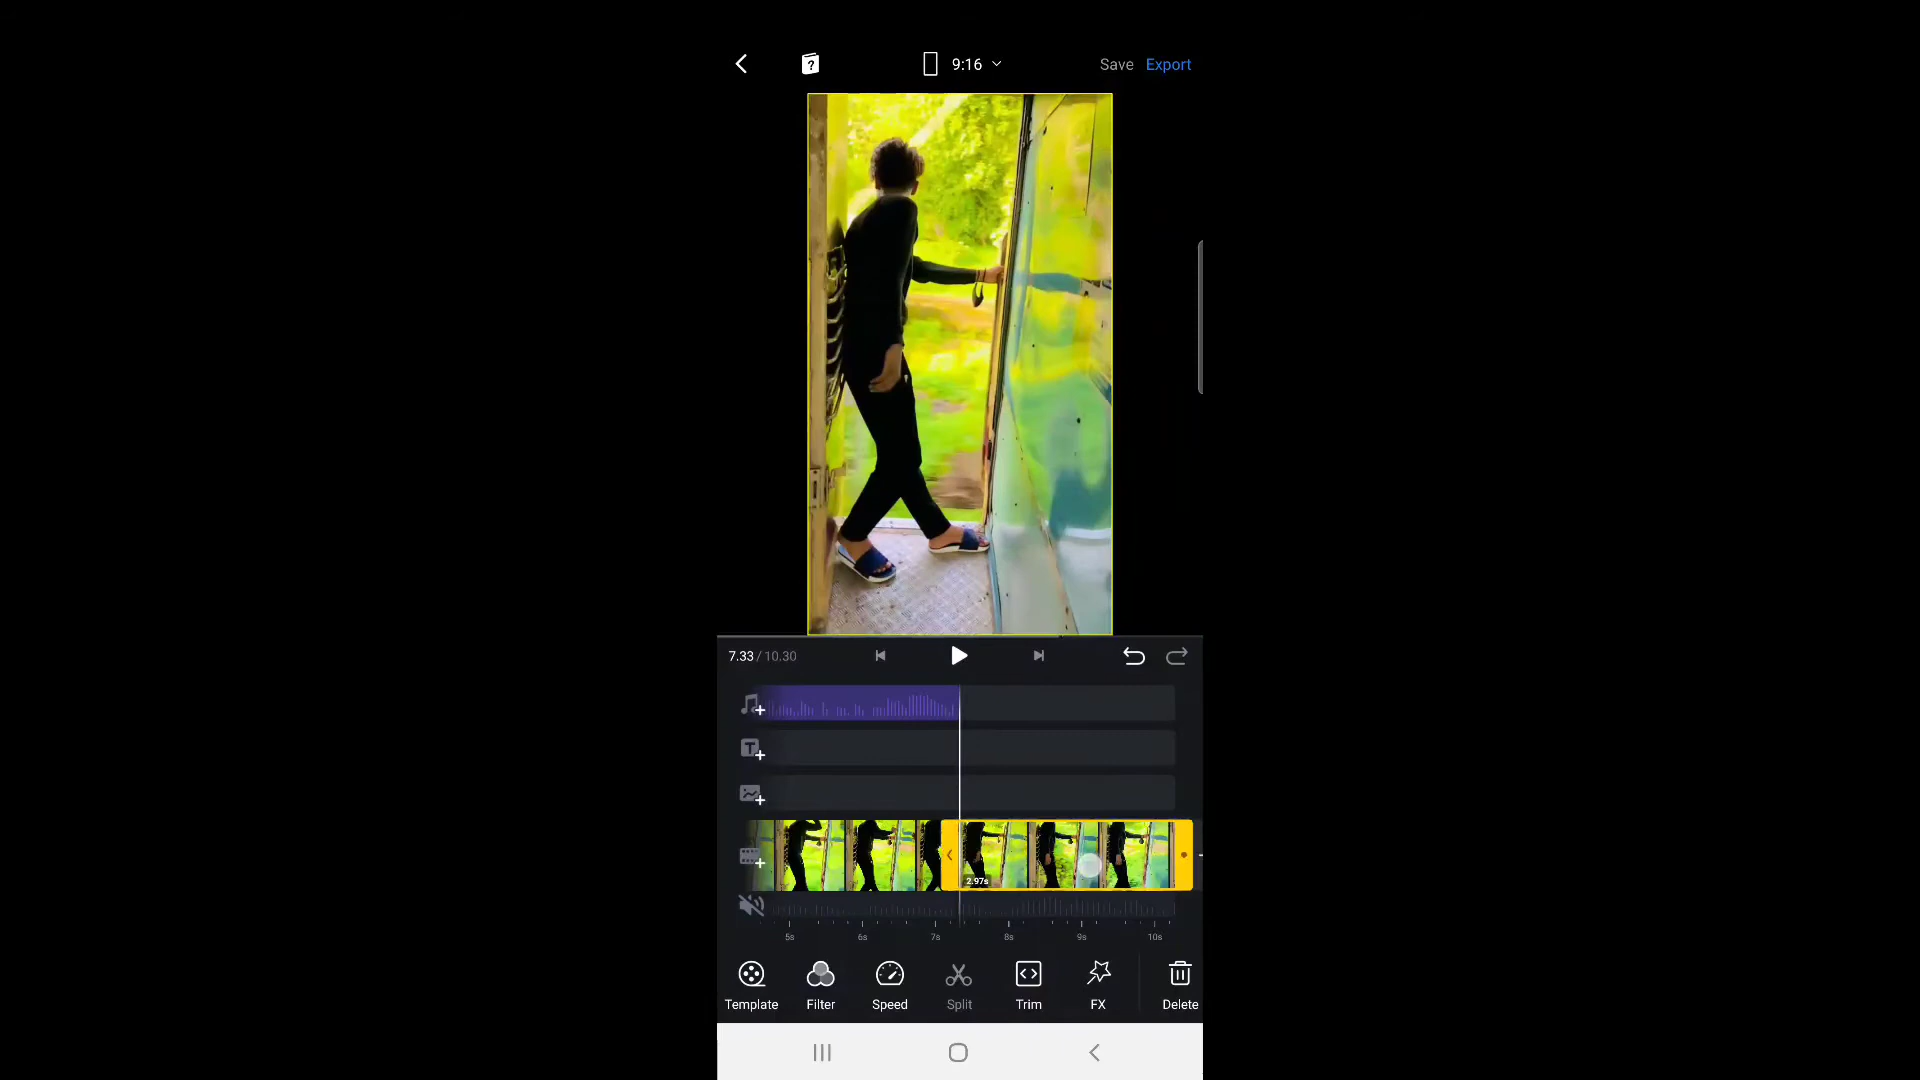 9:16
Save Export
7.33 / 10.30
2.97s
5s 6s 7s 8s 9s 10s
Template Filter Speed Split Trim FX Delete